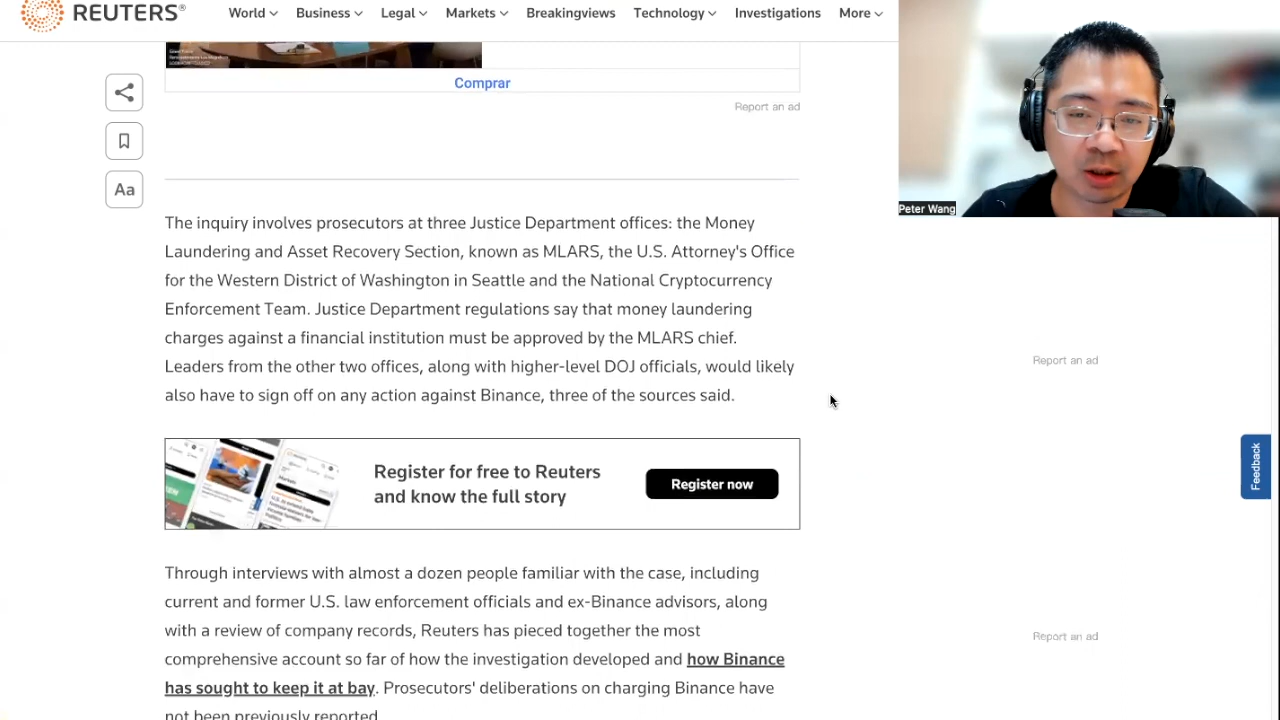 REUTERS®
World Business Legal Markets Breakingviews Technology Investigations More
Comprar
Report an ad
Aa
Peter Wang
The inquiry involves prosecutors at three Justice Department offices: the Money
Laundering and Asset Recovery Section, known as MLARS, the U.S. Attorney's Office
for the Western District of Washington in Seattle and the National Cryptocurrency
Enforcement Team. Justice Department regulations say that money laundering
charges against a financial institution must be approved by the MLARS chief.
Leaders from the other two offices, along with higher-level DOJ officials, would likely
also have to sign off on any action against Binance, three of the sources said.
Report an ad
Register for free to Reuters
and know the full story
Register now
Feedback
Through interviews with almost a dozen people familiar with the case, including
current and former U.S. law enforcement officials and ex-Binance advisors, along
with a review of company records, Reuters has pieced together the most
comprehensive account so far of how the investigation developed and how Binance
has sought to keep it at bay. Prosecutors' deliberations on charging Binance have
not been previously reported
Report an ad